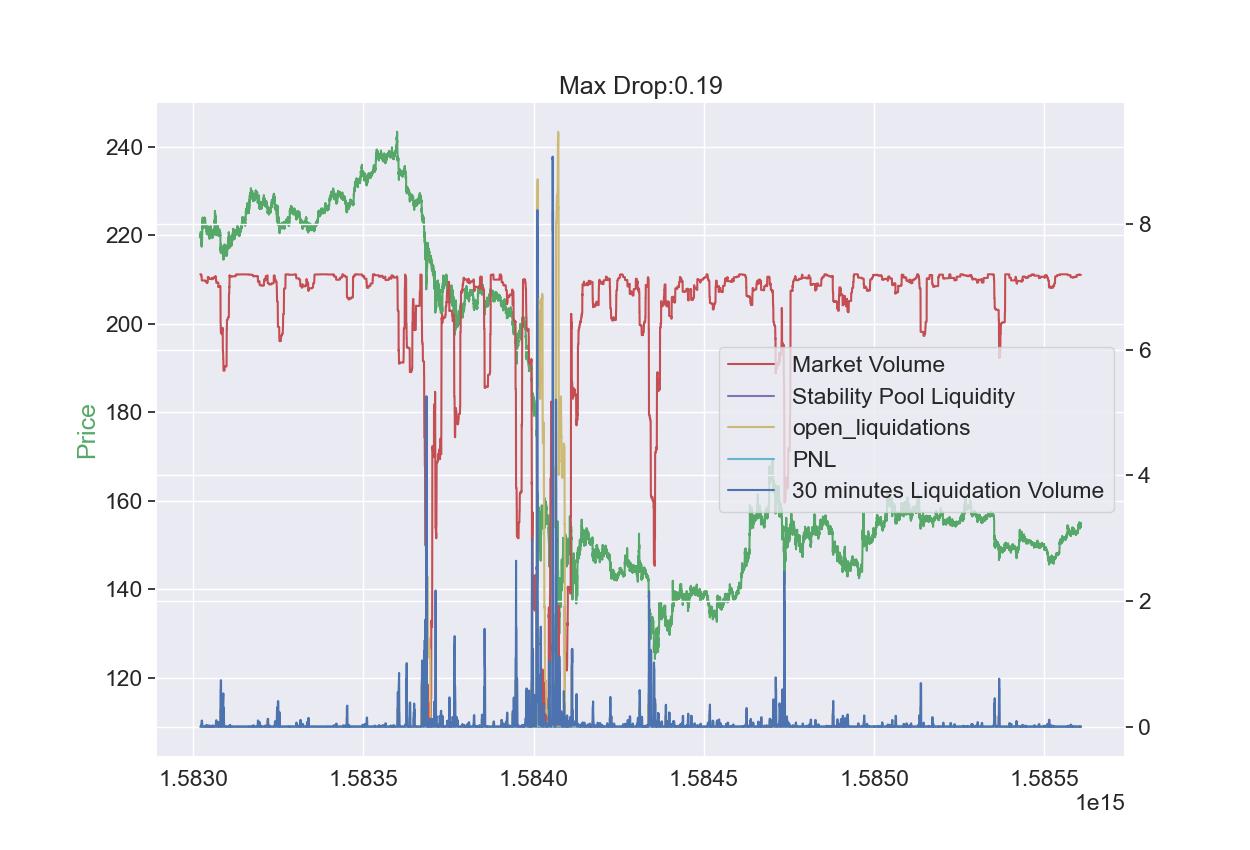 Max Drop:0.19
240
220
200
180
160
140
120
Price
8
6
4
2
0
Market Volume
Stability Pool Liquidity
open_liquidations
PNL
30 minutes Liquidation Volume
1.5830 1.5835 1.5840 1.5845 1.5850 1.5855
1e15